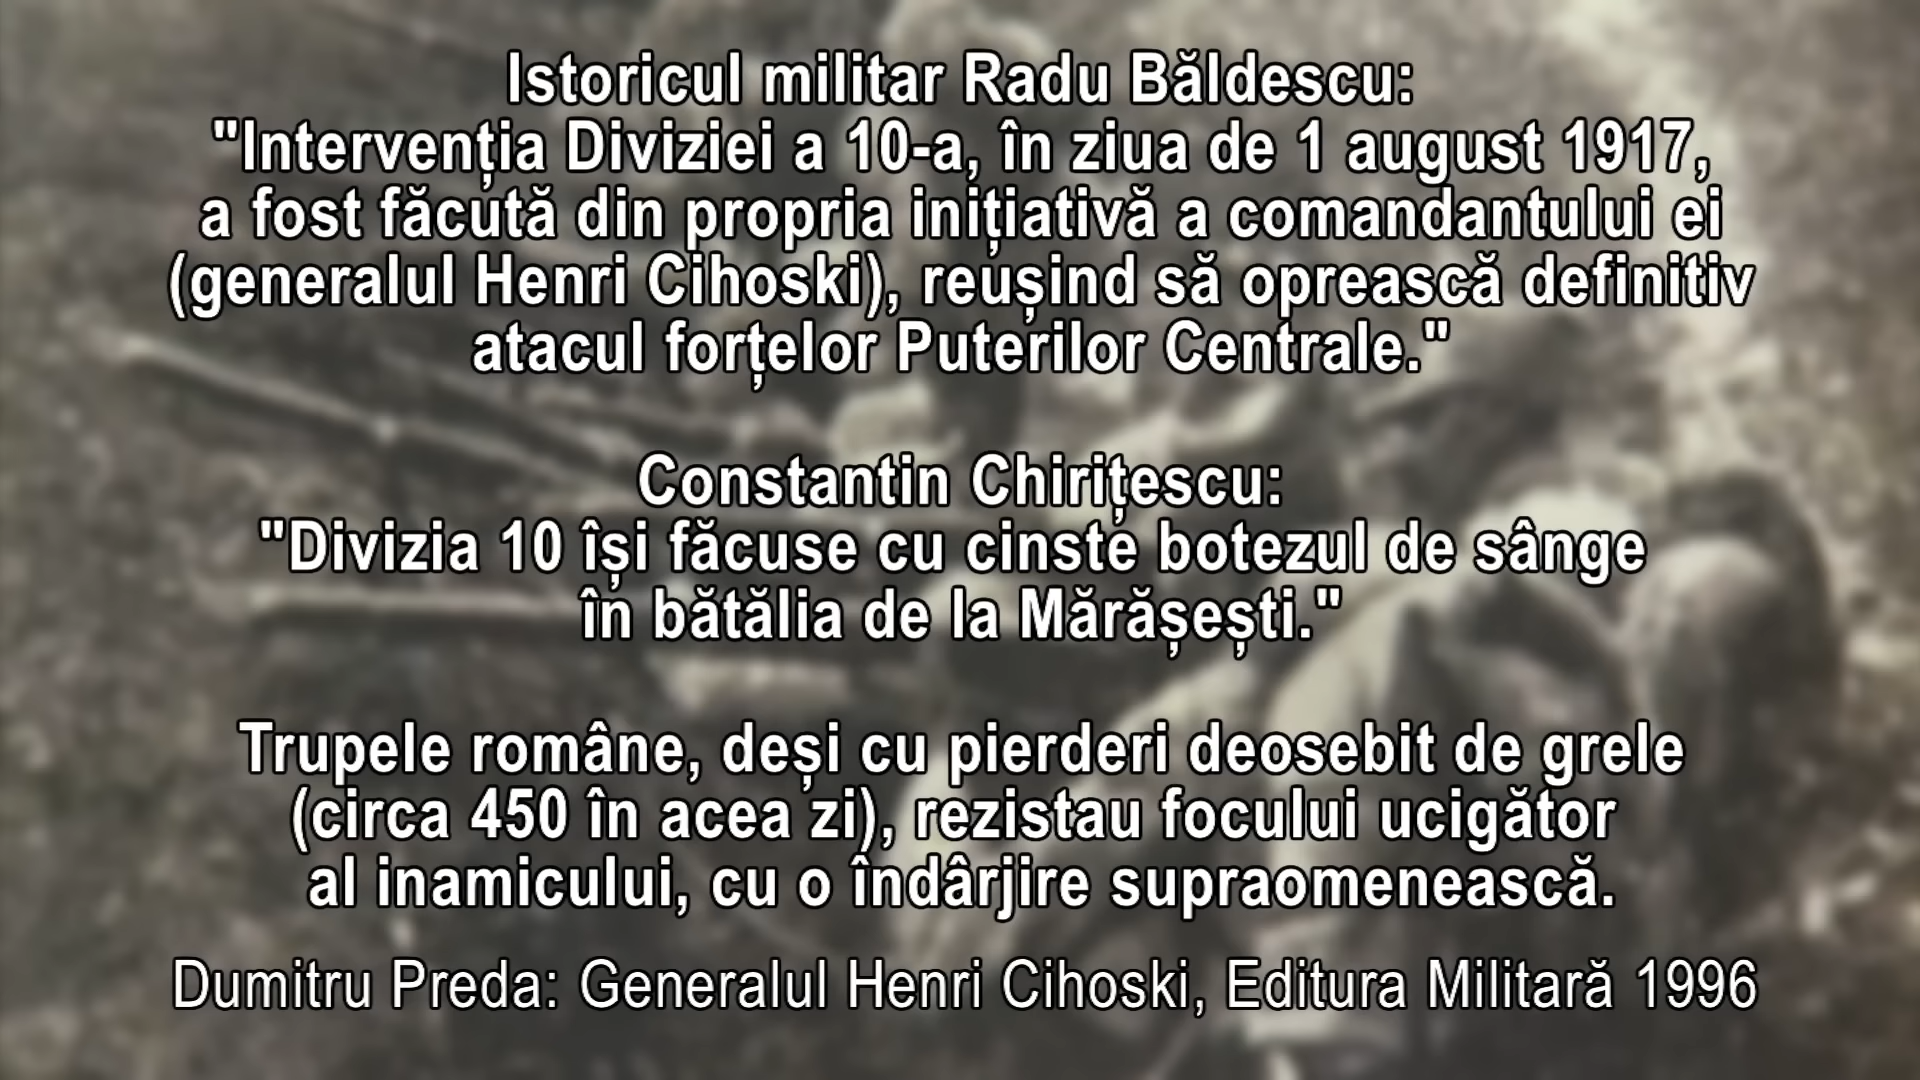 Istoricul militar Radu Băldescu:
"Intervenția Diviziei a 10-a, în ziua de 1 august 1917,
a fost făcută din propria inițiativă a comandantului ei
(generalul Henri Cihoski), reușind să oprească definitiv
atacul forțelor Puterilor Centrale."
Constantin Chirițescu:
"Divizia 10 își făcuse cu cinste botezul de sânge
în bătălia de la Mărășești."
Trupele române, deși cu pierderi deosebit de grele
(circa 450 în acea zi), rezistau focului ucigător
al inamicului, cu o îndârjire supraomenească.
Dumitru Preda: Generalul Henri Cihoski, Editura Militară 1996